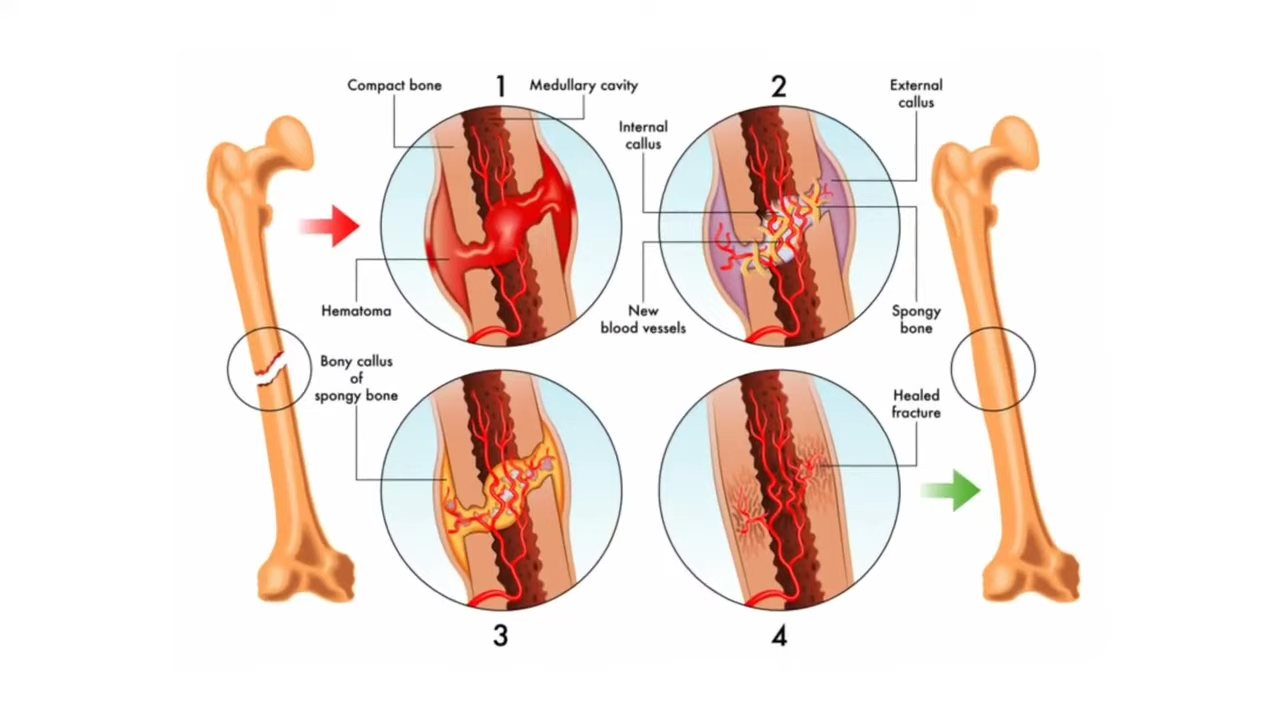 Compact bone
1
Medullary cavity
Hematoma
2
Internal
callus
External
callus
New
blood vessels
Spongy
bone
Bony callus
of
spongy bone
3
Healed
fracture
4